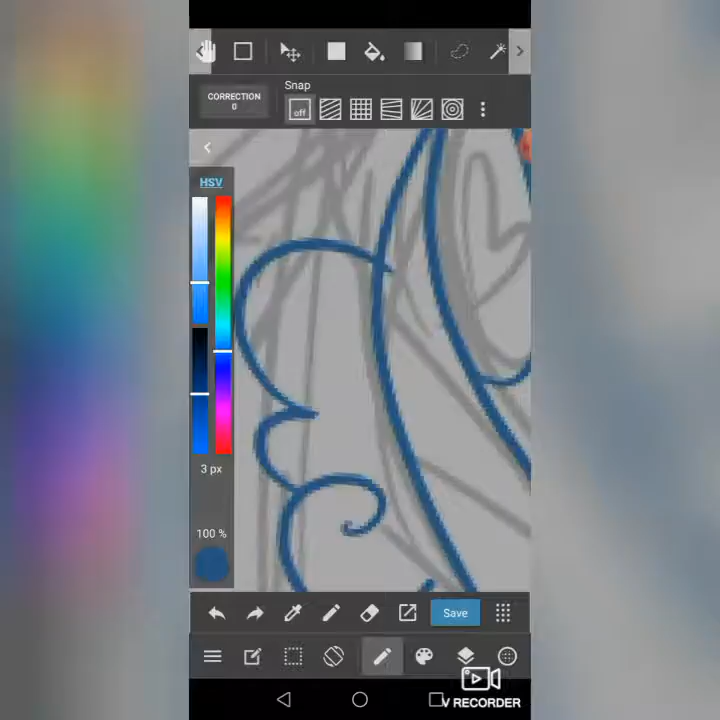 Snap
CORRECTION
0
off
HSV
3 px
100 %
Save
V RECORDER